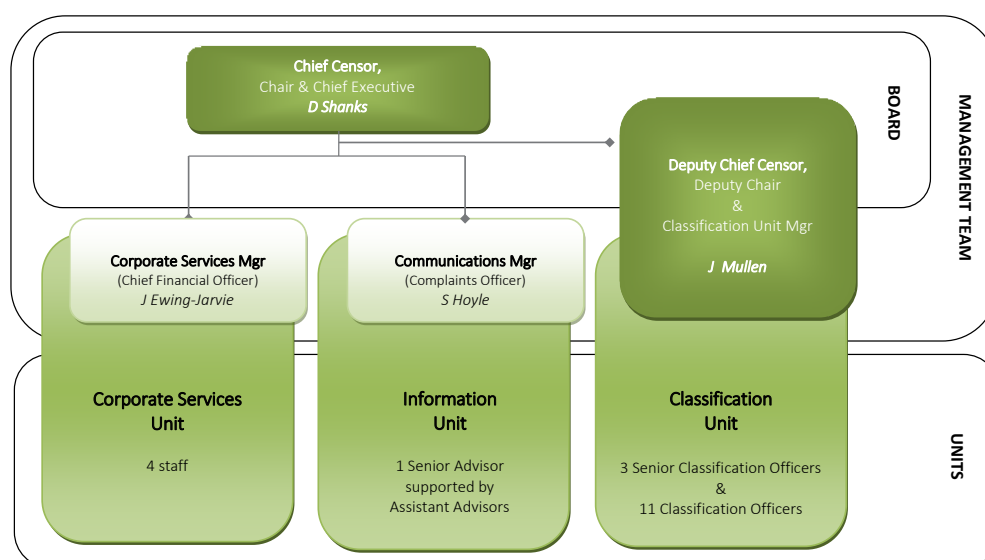 Chief Censor,
Chair & Chief Executive
D Shanks
BOARD
MANAGEMENT TEAM
Deputy Chief Censor,
Deputy Chair
&
Classification Unit Mgr
J Mullen
Corporate Services Mgr
(Chief Financial Officer)
J Ewing-Jarvie
Communications Mgr
(Complaints Officer)
S Hoyle
Corporate Services
Unit
4 staff
Information
Unit
1 Senior Advisor
supported by
Assistant Advisors
Classification
Unit
3 Senior Classification Officers
&
11 Classification Officers
UNITS